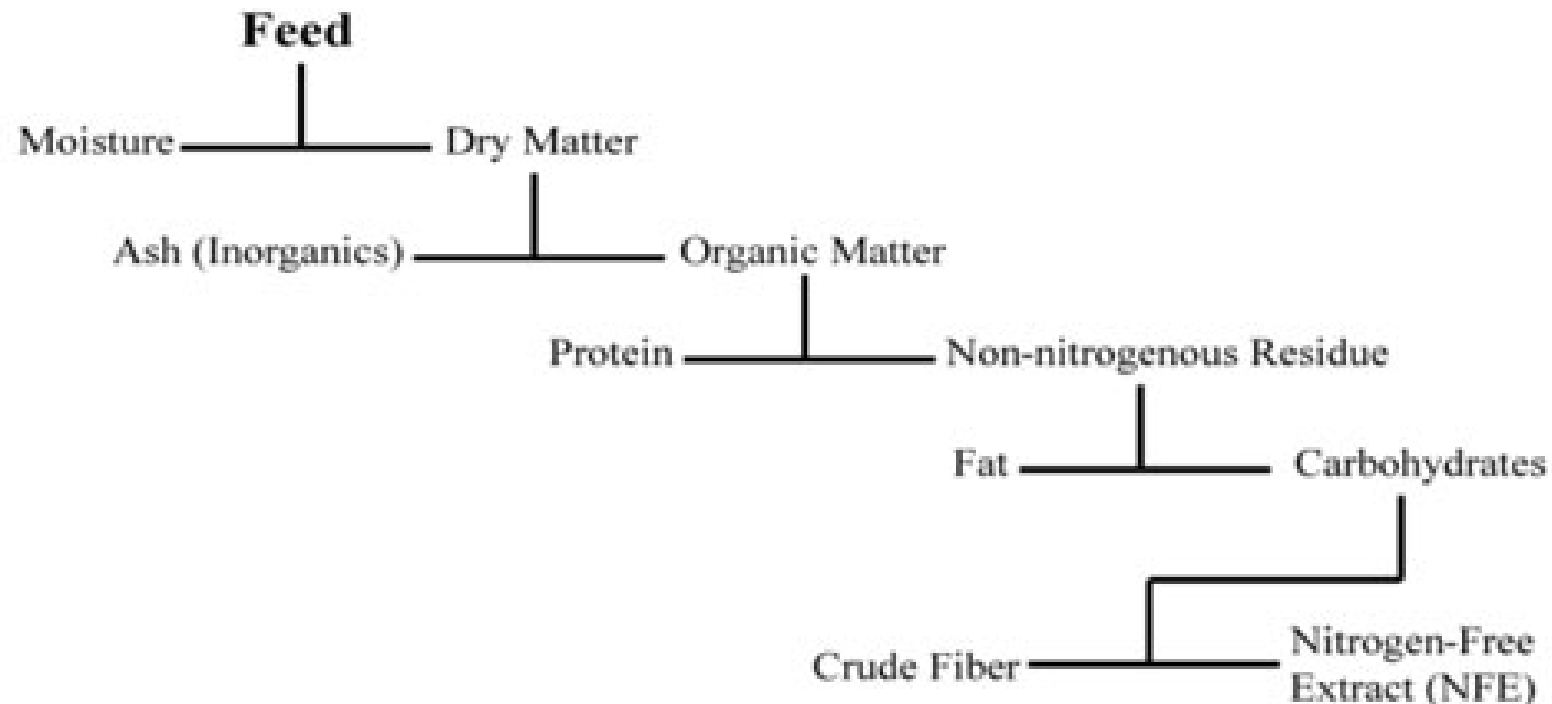 Feed
Moisture Dry Matter
Ash (Inorganics) Organic Matter
Protein Non-nitrogenous Residue
Fat Carbohydrates
Crude Fiber Nitrogen-Free
Extract (NFE)